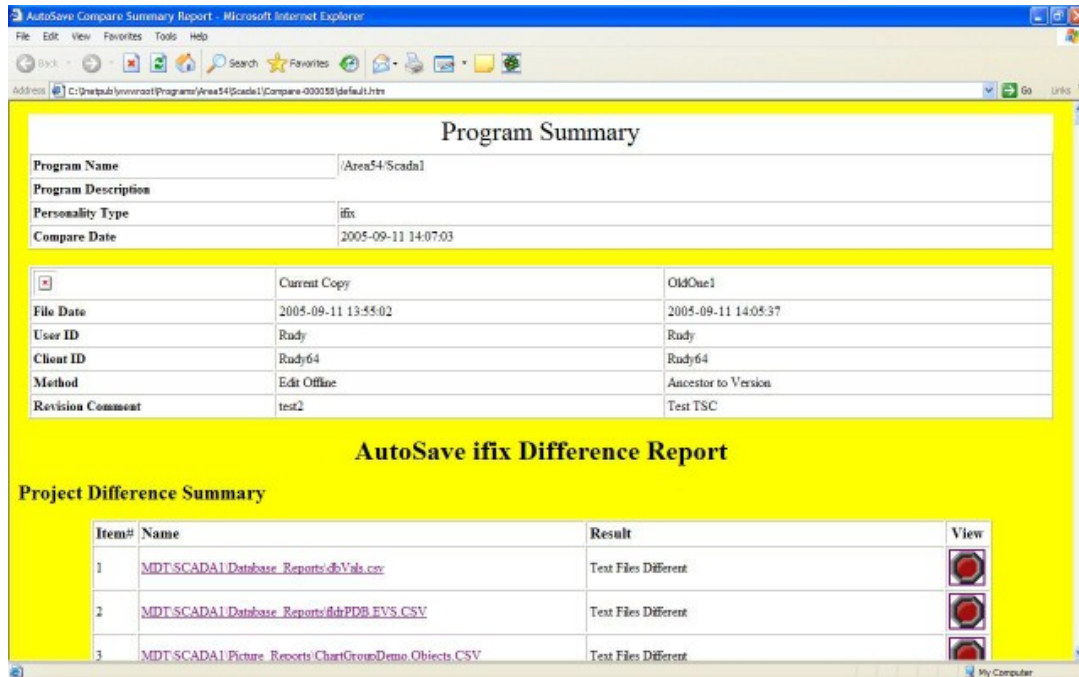 AutoSave Compare Summary Report - Microsoft Internet Explorer
File Edit View Favorites Tools Help
Back Search Favorites
Address C:\Inetpub\wwwroot\Programs\Area54\Scada1\Compare-000058\default.htm Go Links
Program Summary
Program Name /Area54/Scada1
Program Description
Personality Type ifix
Compare Date 2005-09-11 14:07:03
Current Copy OldOne1
File Date 2005-09-11 13:55:02 2005-09-11 14:05:37
User ID Rudy Rudy
Client ID Rudy64 Rudy64
Method Edit Offline Ancestor to Version
Revision Comment test2 Test TSC
AutoSave ifix Difference Report
Project Difference Summary
Item# Name Result View
1 MDT\SCADA1\Database_Reports\dbVals.csv Text Files Different
2 MDT\SCADA1\Database_Reports\fldrPDB.EVS.CSV Text Files Different
3 MDT\SCADA1\Picture_Reports\ChartGroupDemo.Objects.CSV Text Files Different
My Computer